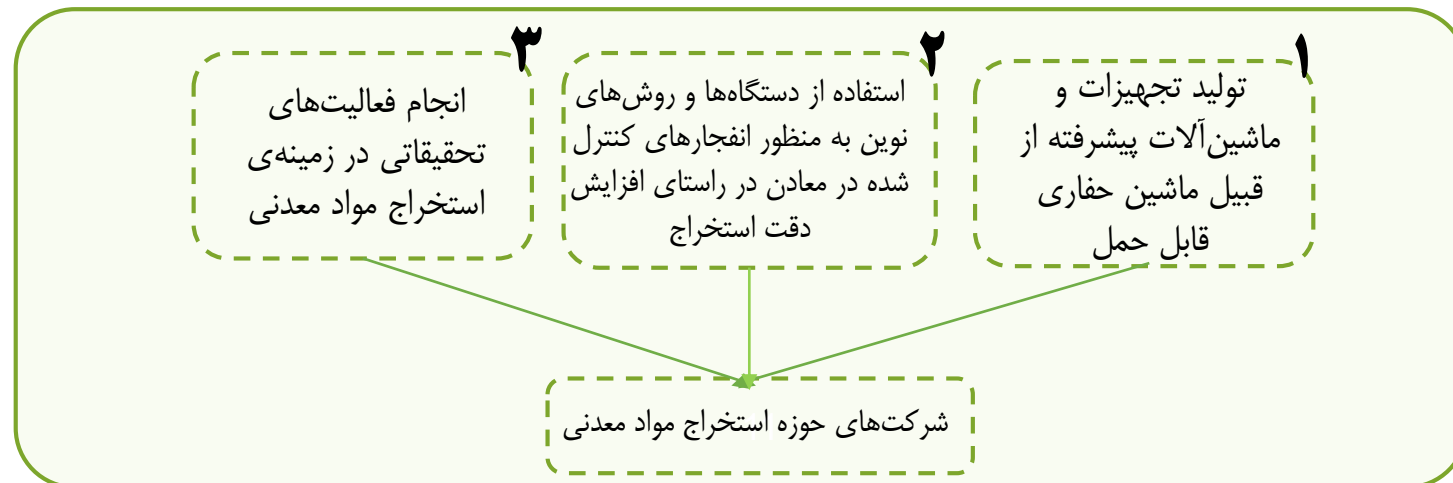 ۱
تولید تجهیزات و
ماشین‌آلات پیشرفته از
قبیل ماشین حفاری
قابل حمل
۲
استفاده از دستگاه‌ها و روش‌های
نوین به منظور انفجارهای کنترل
شده در معادن در راستای افزایش
دقت استخراج
۳
انجام فعالیت‌های
تحقیقاتی در زمینه‌ی
استخراج مواد معدنی
شرکت‌های حوزه استخراج مواد معدنی